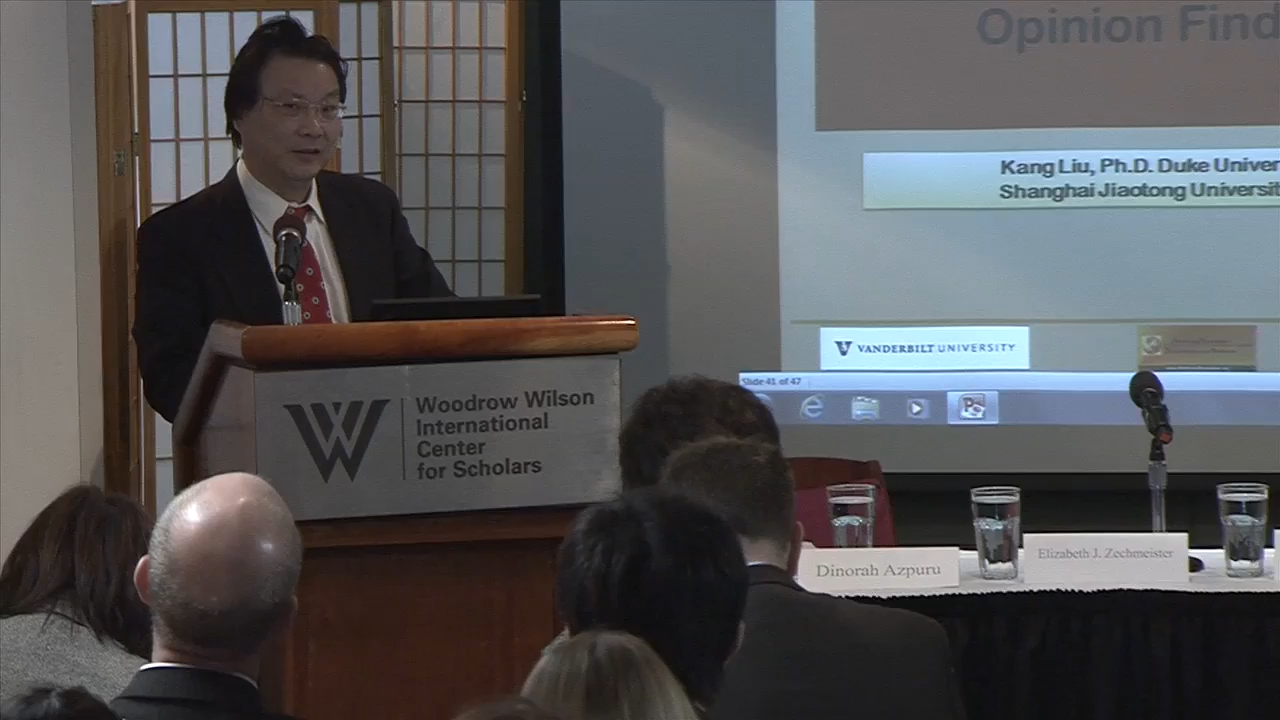 Opinion Find
Kang Liu, Ph.D. Duke Univer
Shanghai Jiaotong Universit
VANDERBILT UNIVERSITY
Slide 41 of 47
W
Woodrow Wilson
International
Center
for Scholars
Dinorah Azpuru
Elizabeth J. Zechmeister